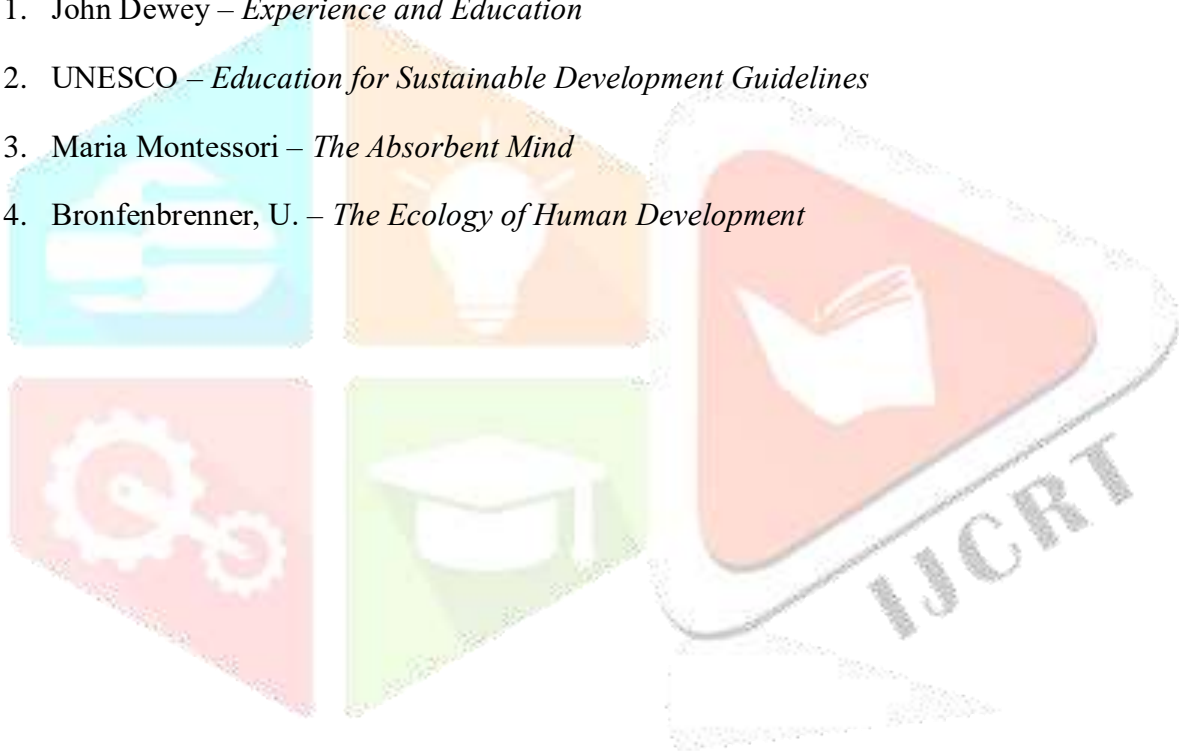 1. John Dewey – Experience and Education
2. UNESCO – Education for Sustainable Development Guidelines
3. Maria Montessori – The Absorbent Mind
4. Bronfenbrenner, U. – The Ecology of Human Development
IJCRT